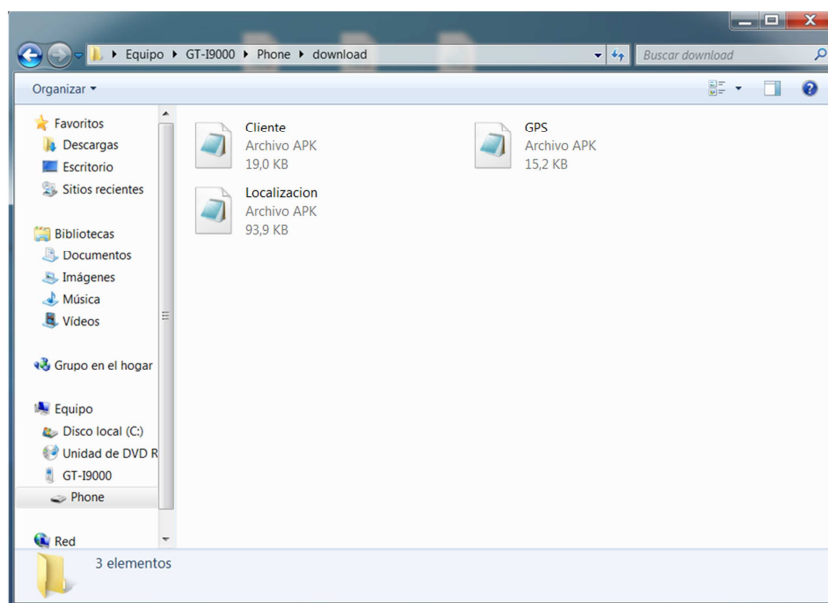 Equipo GT-I9000 Phone download
Buscar download
Organizar
Favoritos
Descargas
Escritorio
Sitios recientes
Bibliotecas
Documentos
Imágenes
Música
Vídeos
Grupo en el hogar
Equipo
Disco local (C:)
Unidad de DVD R
GT-I9000
Phone
Red
Cliente
Archivo APK
19,0 KB
GPS
Archivo APK
15,2 KB
Localizacion
Archivo APK
93,9 KB
3 elementos